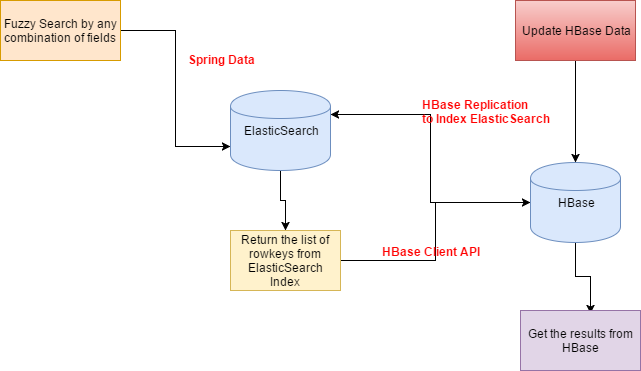 Fuzzy Search by any
combination of fields
Update HBase Data
Spring Data
HBase Replication
to Index ElasticSearch
ElasticSearch
HBase
Return the list of
rowkeys from
ElasticSearch
Index
HBase Client API
Get the results from
HBase